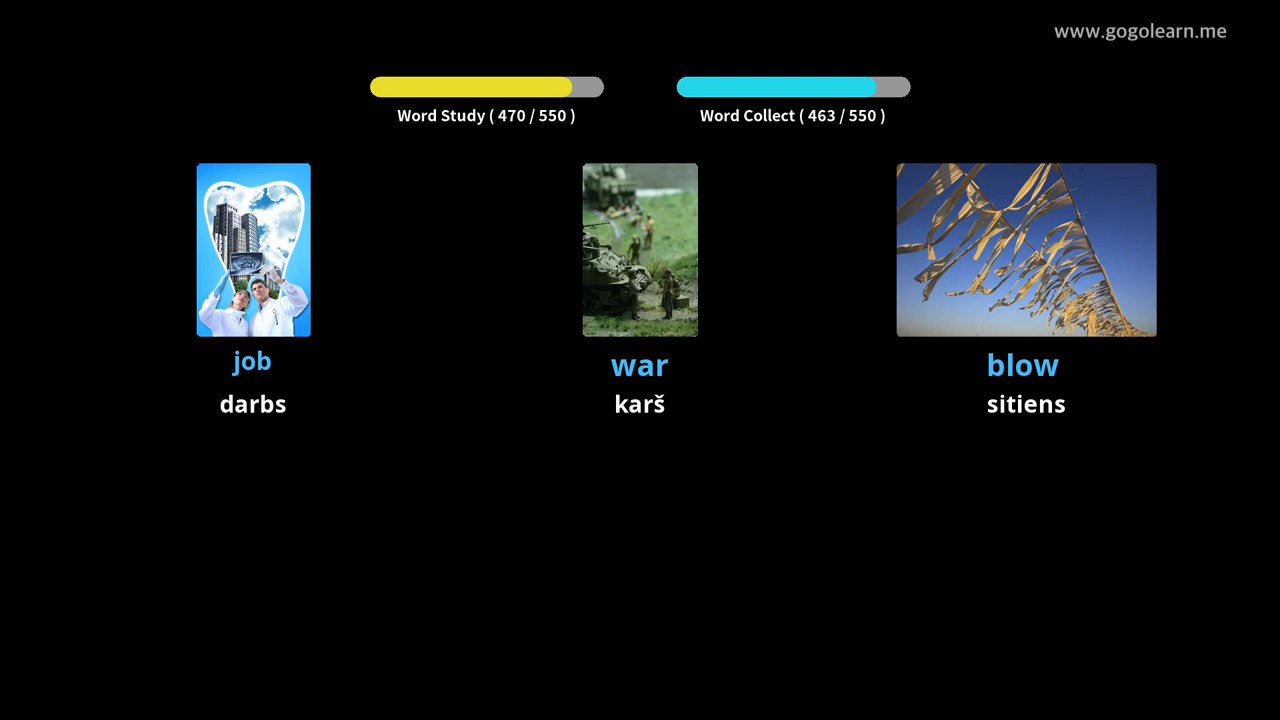 www.gogolearn.me
Word Study ( 470 / 550 )
Word Collect ( 463 / 550 )
job
war
blow
darbs
karš
sitiens